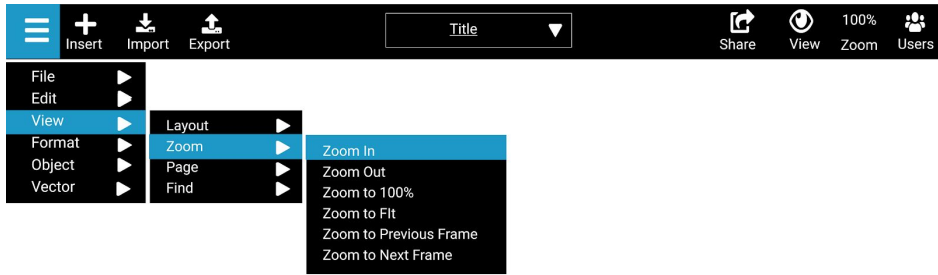 Insert
Import
Export
Title
Share
View
100%
Zoom
Users
File
Edit
View
Format
Object
Vector
Layout
Zoom
Page
Find
Zoom In
Zoom Out
Zoom to 100%
Zoom to FIt
Zoom to Previous Frame
Zoom to Next Frame